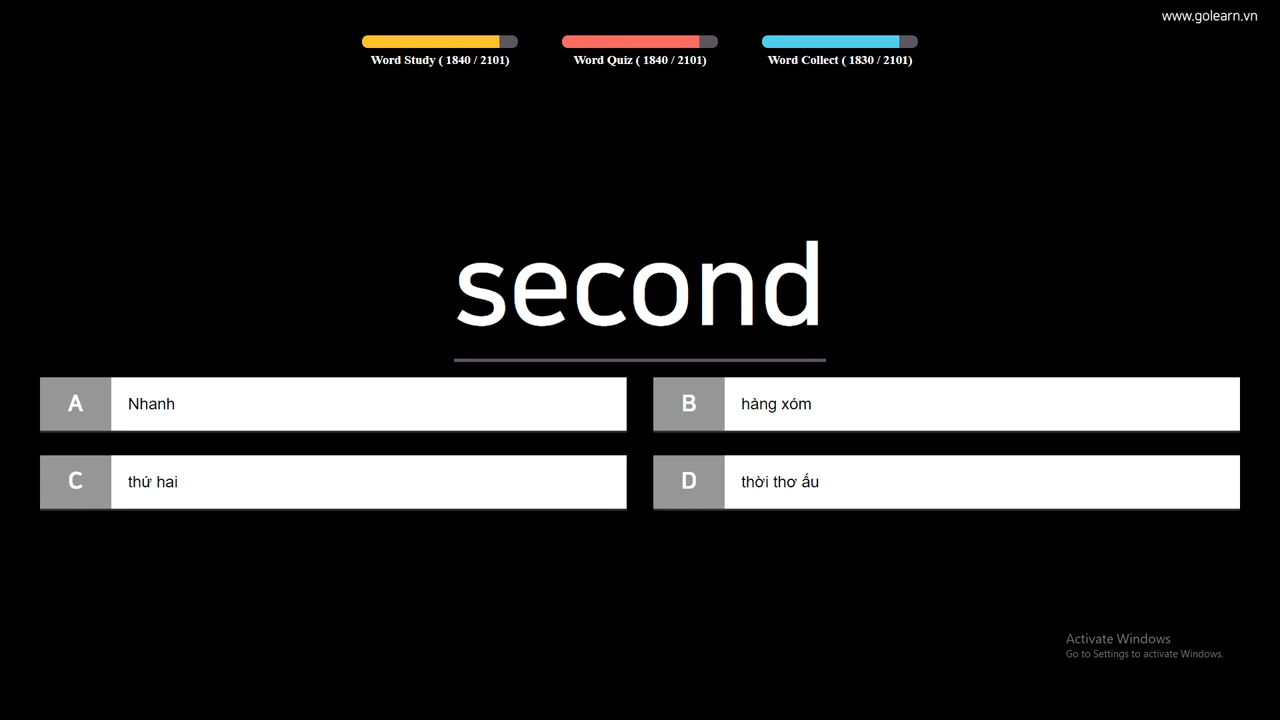 www.golearn.vn
Word Study ( 1840 / 2101)
Word Quiz ( 1840 / 2101)
Word Collect ( 1830 / 2101)
second
A Nhanh
B hàng xóm
C thứ hai
D thời thơ ấu
Activate Windows
Go to Settings to activate Windows.